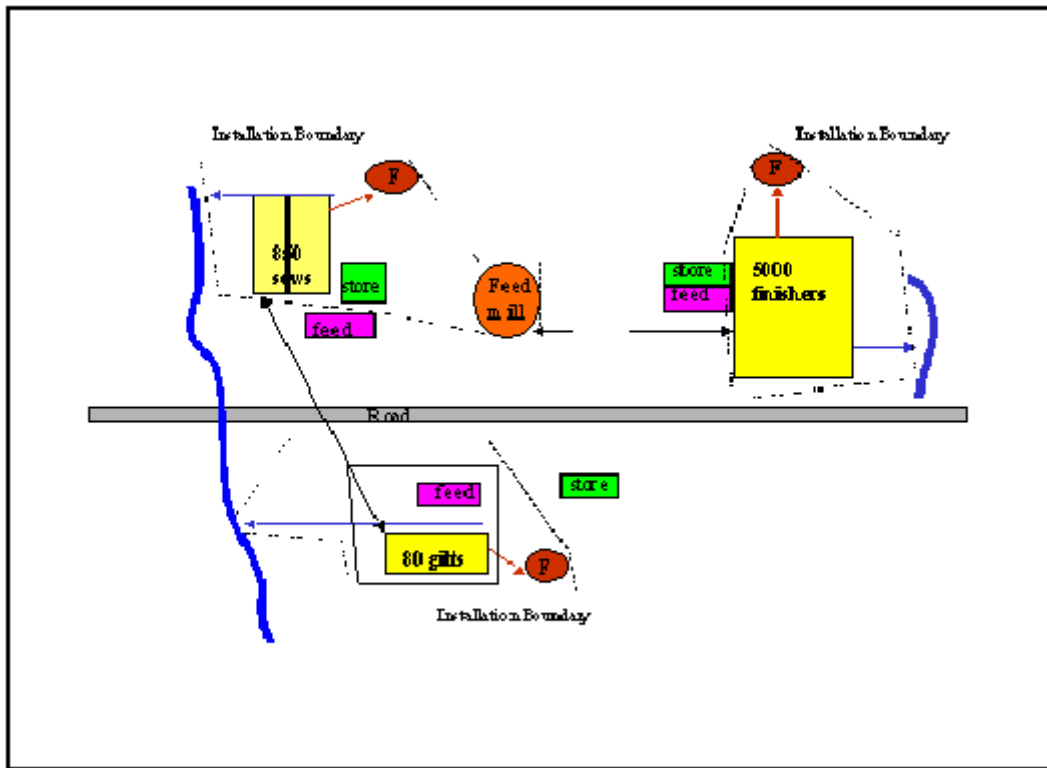 Installation Boundary
Installation Boundary
F
F
850
sows
store
feed
Feed
mill
store
feed
5000
finishers
Road
feed
store
80 gilts
F
Installation Boundary